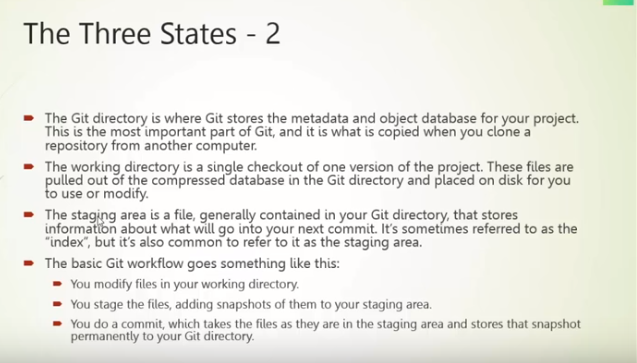 The Three States - 2
The Git directory is where Git stores the metadata and object database for your project.
This is the most important part of Git, and it is what is copied when you clone a
repository from another computer.
The working directory is a single checkout of one version of the project. These files are
pulled out of the compressed database in the Git directory and placed on disk for you
to use or modify.
The staging area is a file, generally contained in your Git directory, that stores
information about what will go into your next commit. It's sometimes referred to as the
"index", but it's also common to refer to it as the staging area.
The basic Git workflow goes something like this:
You modify files in your working directory.
You stage the files, adding snapshots of them to your staging area.
You do a commit, which takes the files as they are in the staging area and stores that snapshot
permanently to your Git directory.